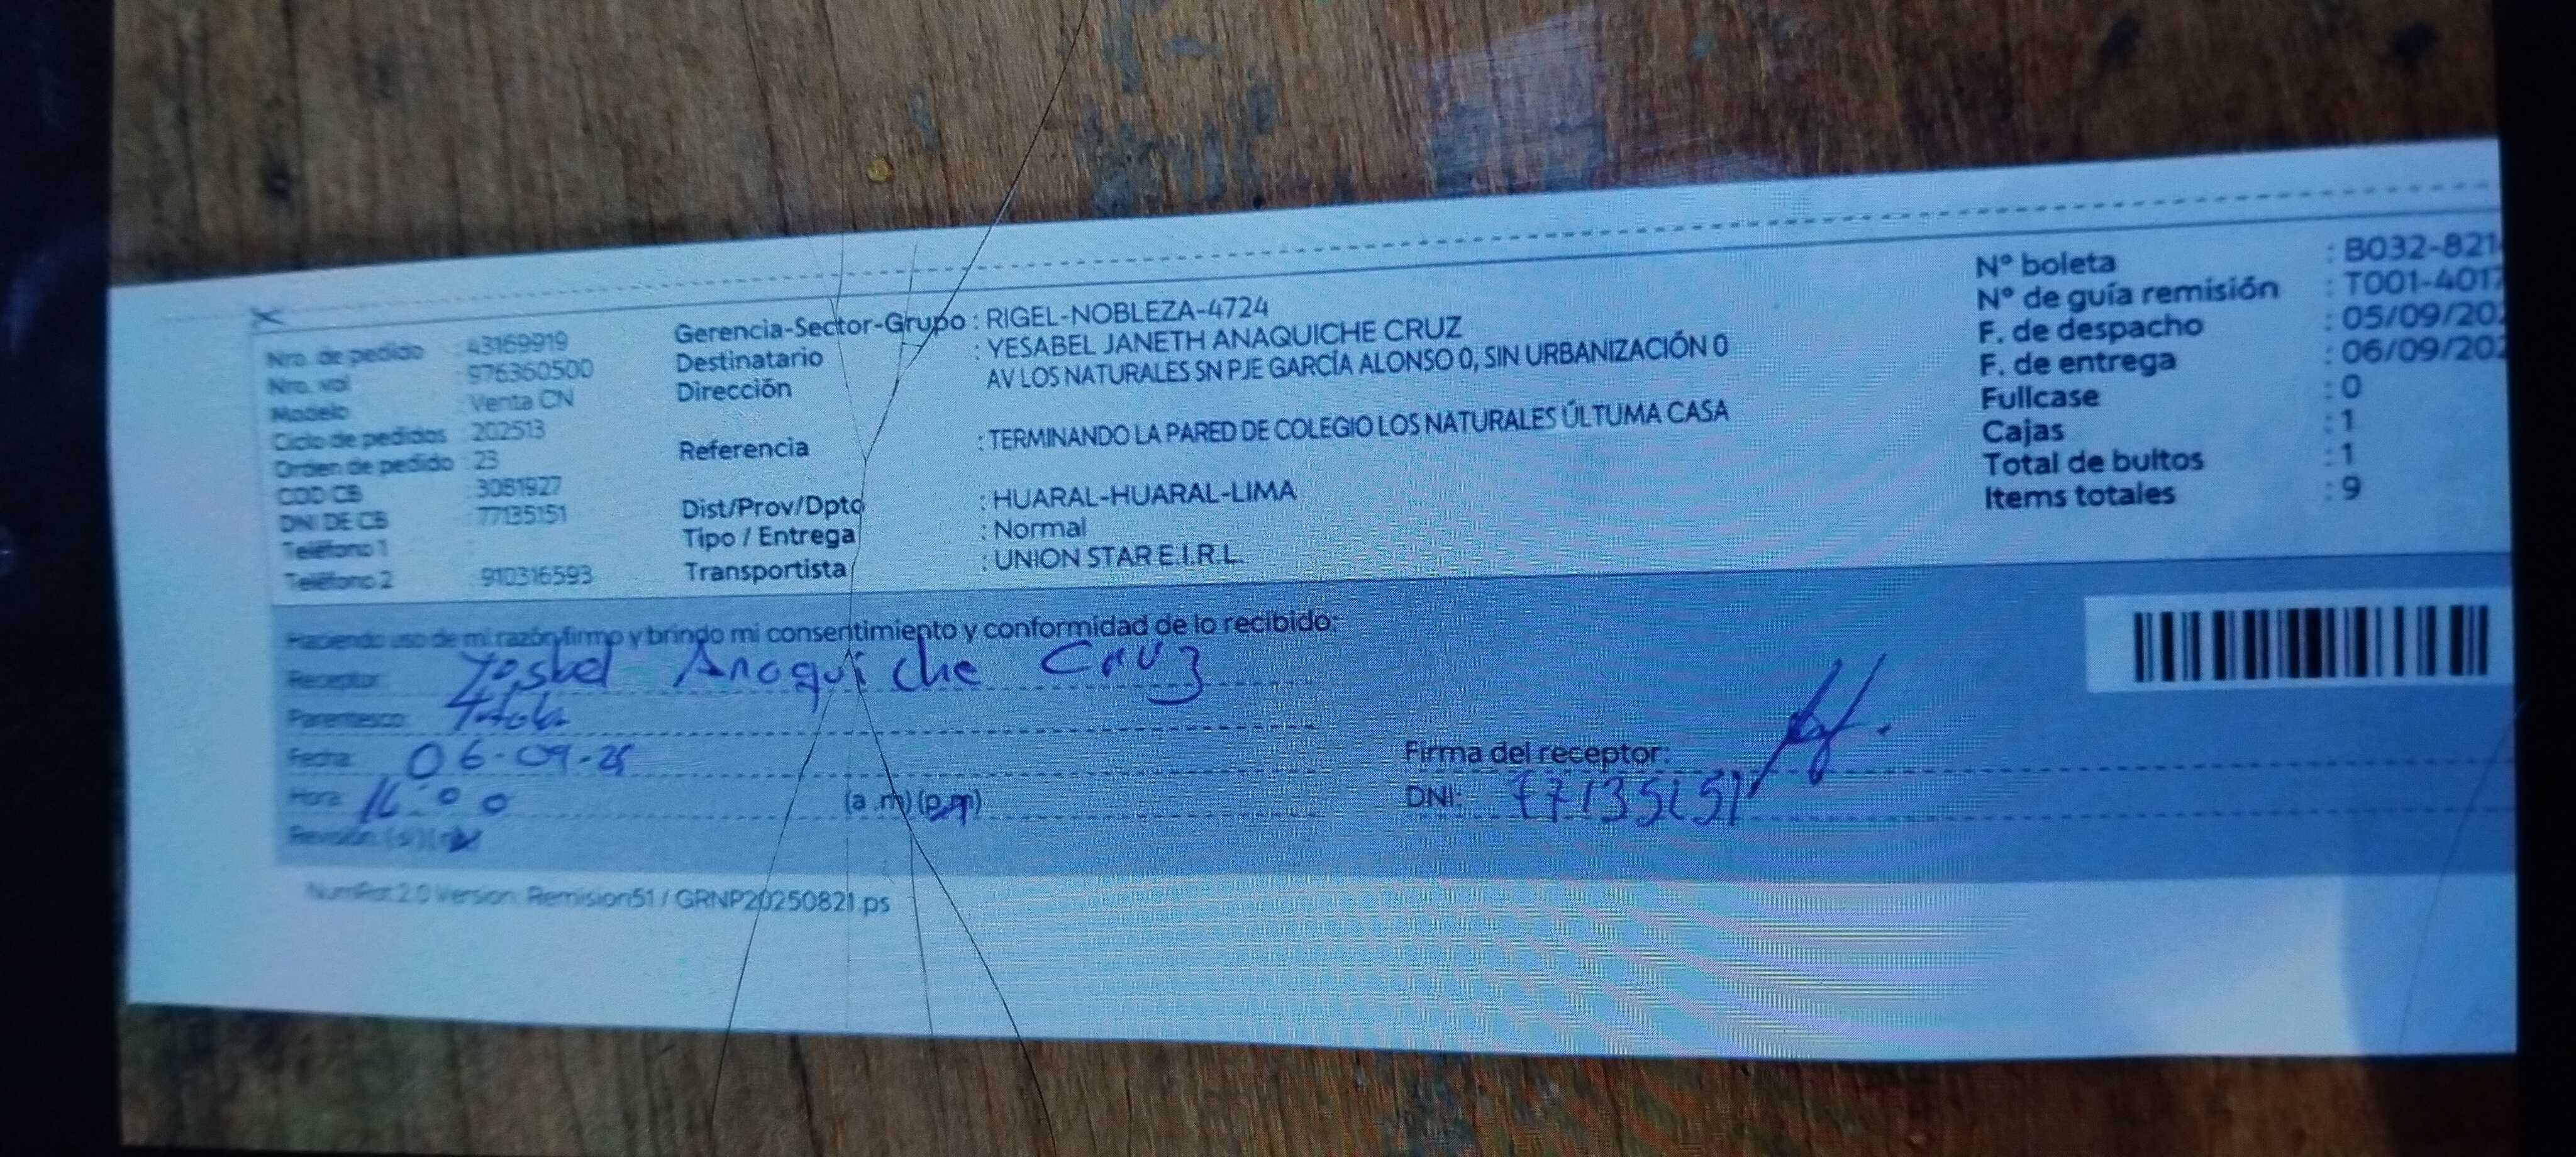 Nro. de pedido 43169919
Nro. val 976360500
Modelo Venta CN
Ciclo de pedidos 202513
Orden de pedido 23
COD CB 3081927
DNI DE CB 77135151
Teléfono 1
Teléfono 2 910316593
Gerencia-Sector-Grupo : RIGEL-NOBLEZA-4724
Destinatario : YESABEL JANETH ANAQUICHE CRUZ
Dirección AV LOS NATURALES SN PJE GARCÍA ALONSO 0, SIN URBANIZACIÓN 0
Referencia : TERMINANDO LA PARED DE COLEGIO LOS NATURALES ÚLTUMA CASA
Dist/Prov/Dpto : HUARAL-HUARAL-LIMA
Tipo / Entrega : Normal
Transportista : UNION STAR E.I.R.L.
N° boleta : B032-821
N° de guía remisión : T001-401
F. de despacho : 05/09/202
F. de entrega : 06/09/202
Fullcase : 0
Cajas : 1
Total de bultos : 1
Items totales : 9
Haciendo uso de mi razón firmo y brindo mi consentimiento y conformidad de lo recibido:
Receptor: Yesbel Anaquiche Cruz
Parentesco:
Fecha: 06-09-25
Hora: 16:00 (a.m) (p.m)
Revisión: (si) (no)
Firma del receptor:
DNI: 77135151
NumRot:2.0 Version: Remision51 / GRNP20250821.ps